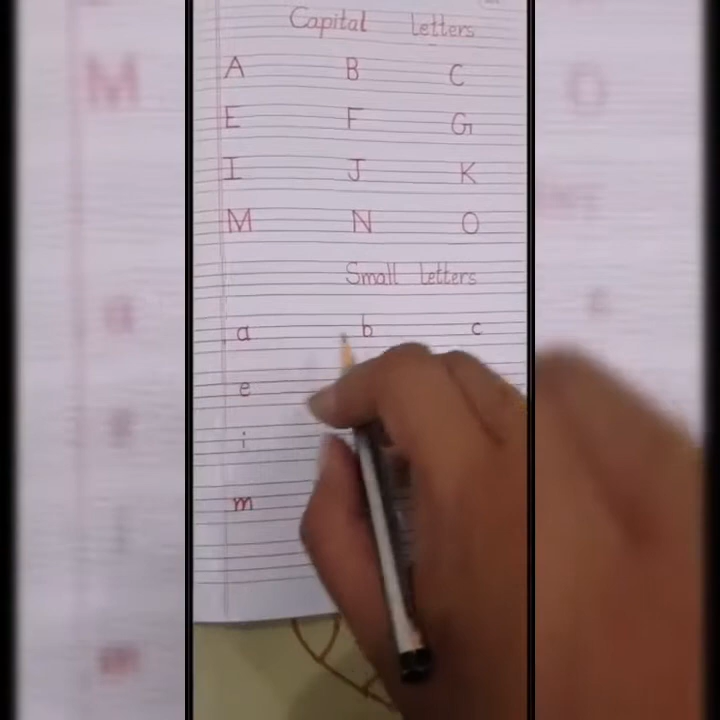 Capital letters
A B C
E F G
I J K
M N O
Small letters
a b c
e
i
m